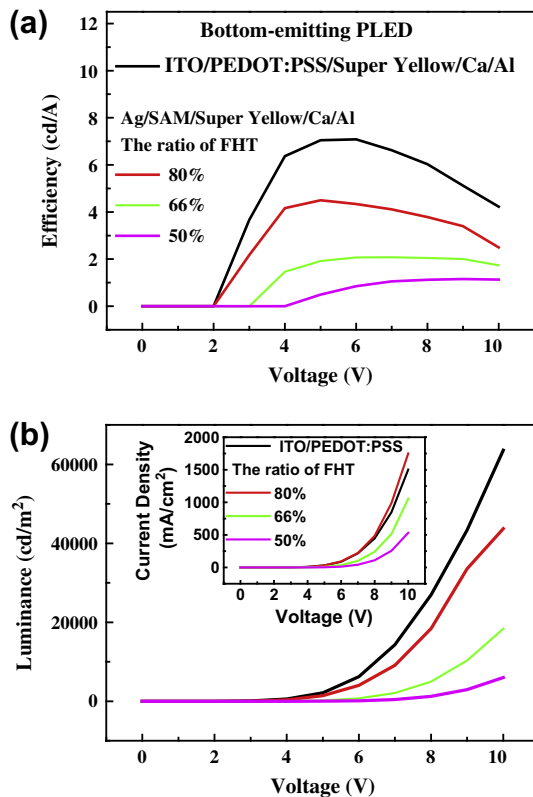 (a)
Bottom-emitting PLED
ITO/PEDOT:PSS/Super Yellow/Ca/Al
Ag/SAM/Super Yellow/Ca/Al
The ratio of FHT
80%
66%
50%
Efficiency (cd/A)
12
10
8
6
4
2
0
0 2 4 6 8 10
Voltage (V)
(b)
ITO/PEDOT:PSS
The ratio of FHT
80%
66%
50%
Current Density
(mA/cm²)
2000
1500
1000
500
0
0 2 4 6 8 10
Voltage (V)
Luminance (cd/m²)
60000
40000
20000
0
0 2 4 6 8 10
Voltage (V)